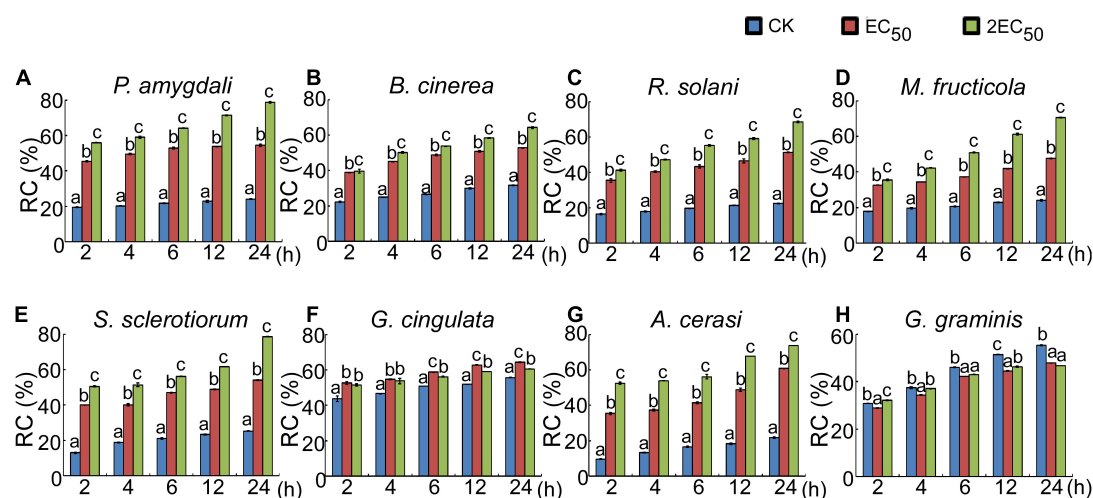 CK EC50 2EC50
A P. amygdali
B B. cinerea
C R. solani
D M. fructicola
RC (%)
80
60
40
20
0
a b c a b c a b c a b c a b c
2 4 6 12 24 (h)
RC (%)
80
60
40
20
0
a b c a b c a b c a b c a b c
2 4 6 12 24 (h)
RC (%)
80
60
40
20
0
a b c a b c a b c a b c a b c
2 4 6 12 24 (h)
RC (%)
80
60
40
20
0
a b c a b c a b c a b c a b c
2 4 6 12 24 (h)
E S. sclerotiorum
F G. cingulata
G A. cerasi
H G. graminis
RC (%)
80
60
40
20
0
a b c a b c a b c a b c a b c
2 4 6 12 24 (h)
RC (%)
80
60
40
20
0
a b b a b b a c b a c b a c b
2 4 6 12 24 (h)
RC (%)
80
60
40
20
0
a b c a b c a b c a b c a b c
2 4 6 12 24 (h)
RC (%)
60
40
20
0
b a c b a b b a a c a b b a a
2 4 6 12 24 (h)